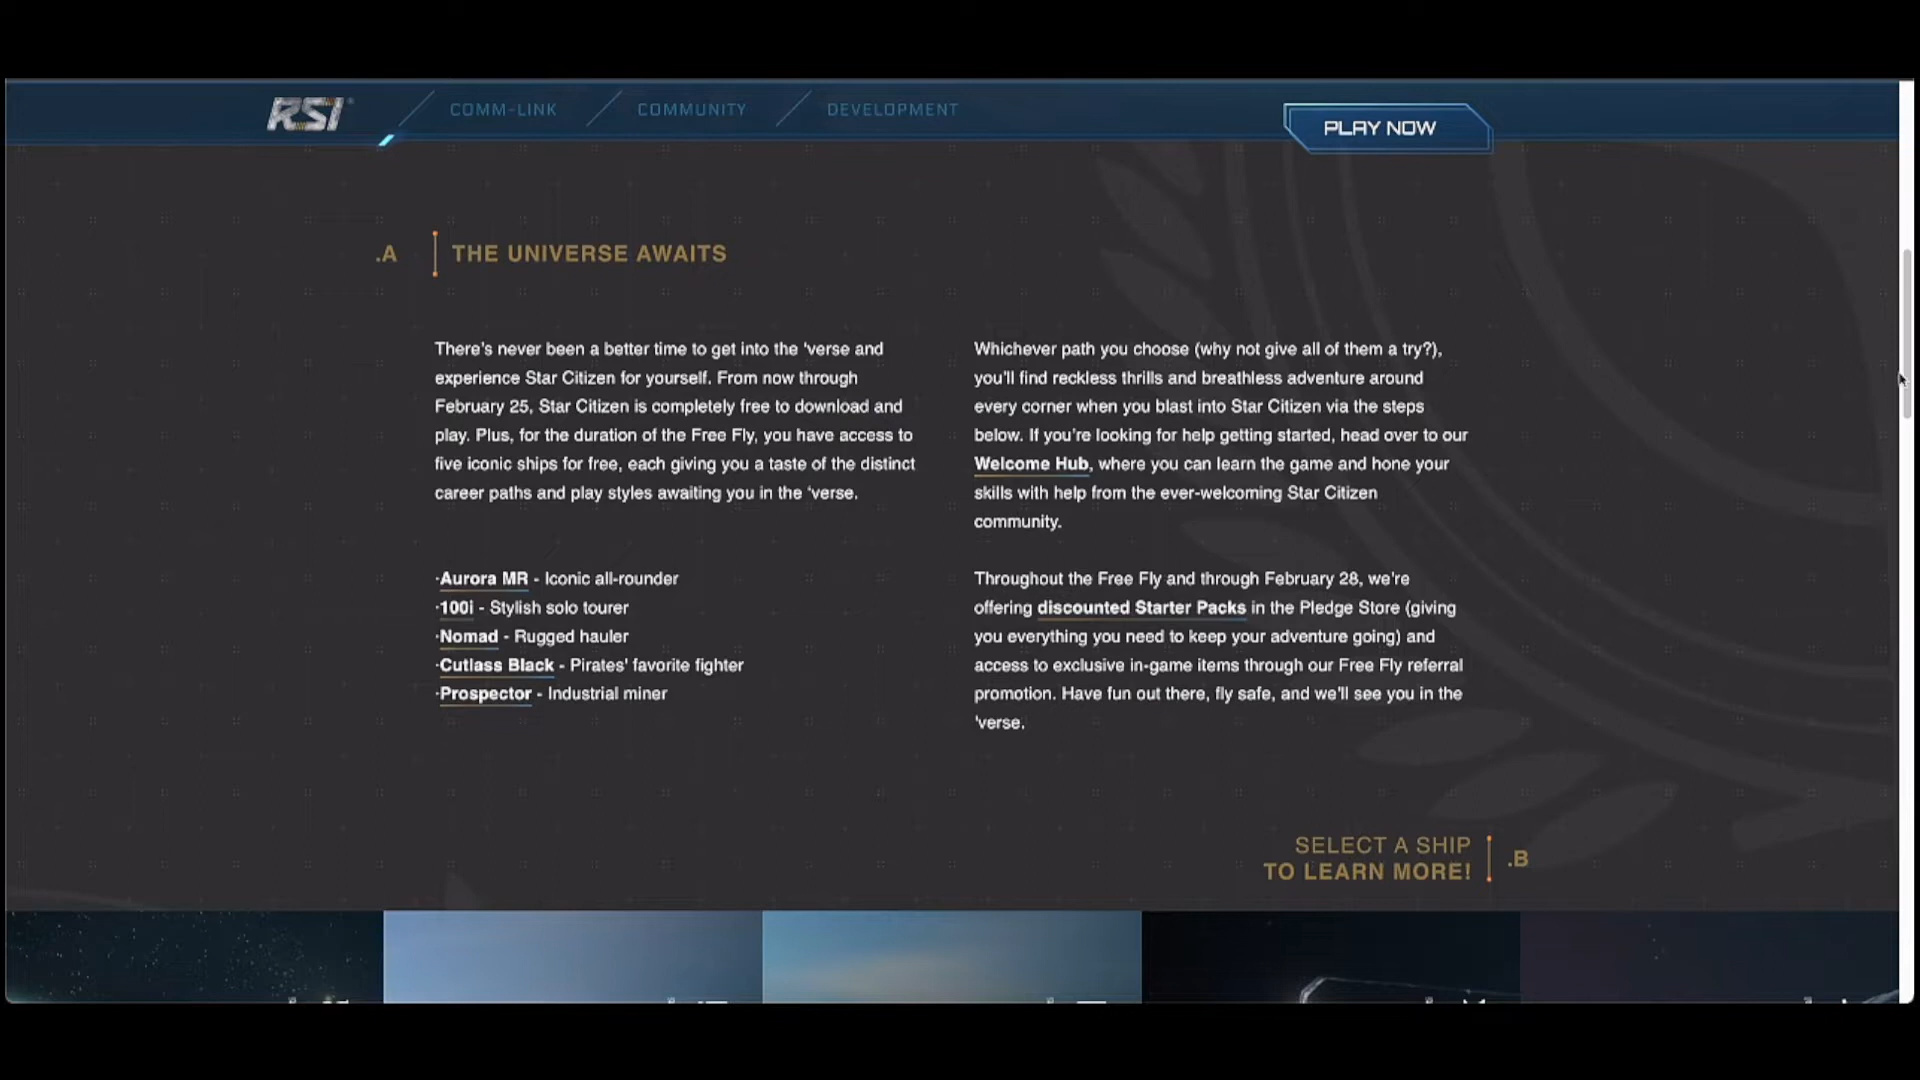 RSI
COMM-LINK
COMMUNITY
DEVELOPMENT
PLAY NOW
.A
THE UNIVERSE AWAITS
There's never been a better time to get into the 'verse and
experience Star Citizen for yourself. From now through
February 25, Star Citizen is completely free to download and
play. Plus, for the duration of the Free Fly, you have access to
five iconic ships for free, each giving you a taste of the distinct
career paths and play styles awaiting you in the 'verse.
·Aurora MR - Iconic all-rounder
·100i - Stylish solo tourer
·Nomad - Rugged hauler
·Cutlass Black - Pirates' favorite fighter
·Prospector - Industrial miner
Whichever path you choose (why not give all of them a try?),
you'll find reckless thrills and breathless adventure around
every corner when you blast into Star Citizen via the steps
below. If you're looking for help getting started, head over to our
Welcome Hub, where you can learn the game and hone your
skills with help from the ever-welcoming Star Citizen
community.
Throughout the Free Fly and through February 28, we're
offering discounted Starter Packs in the Pledge Store (giving
you everything you need to keep your adventure going) and
access to exclusive in-game items through our Free Fly referral
promotion. Have fun out there, fly safe, and we'll see you in the
'verse.
SELECT A SHIP
TO LEARN MORE!
.B